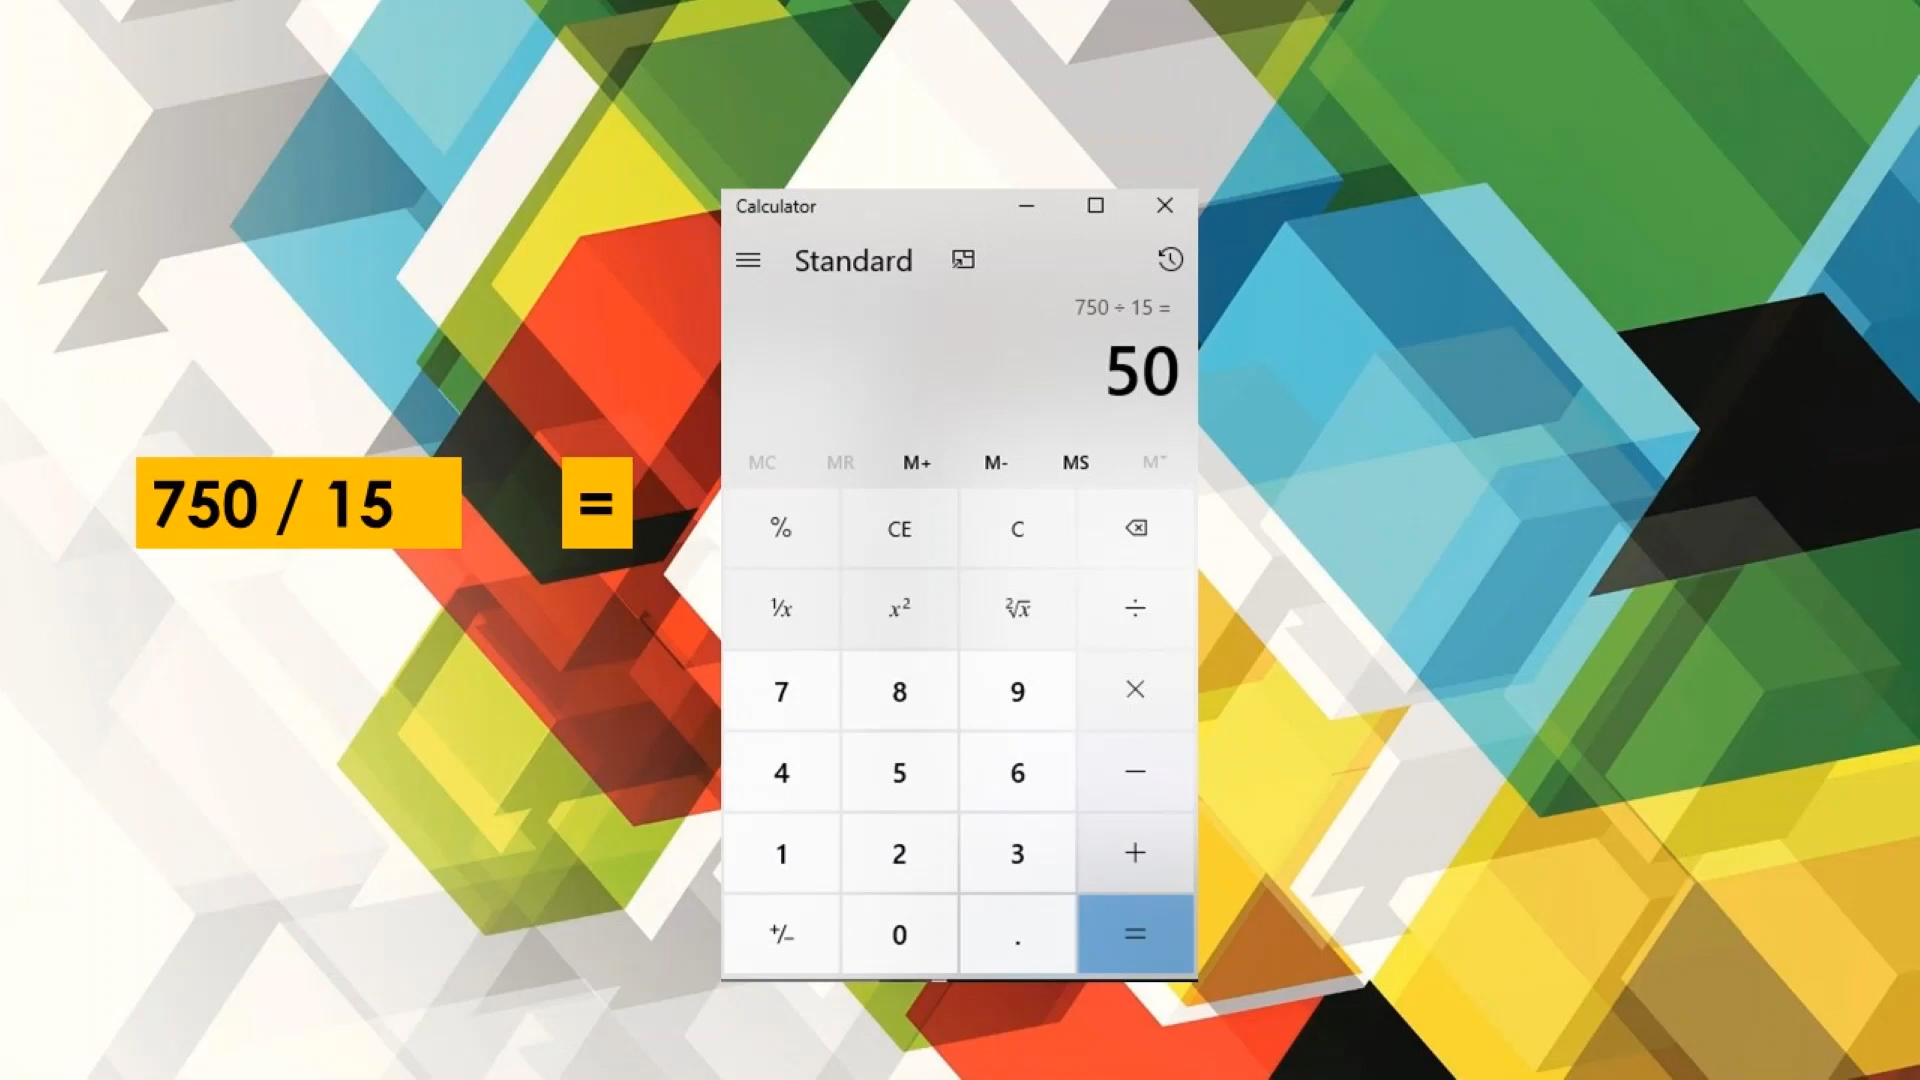 Calculator
Standard
750 ÷ 15 =
50
MC MR M+ M- MS M˅
750 / 15 =
% CE C
¹/x x² ²√x ÷
7 8 9 ×
4 5 6 −
1 2 3 +
+/− 0 . =